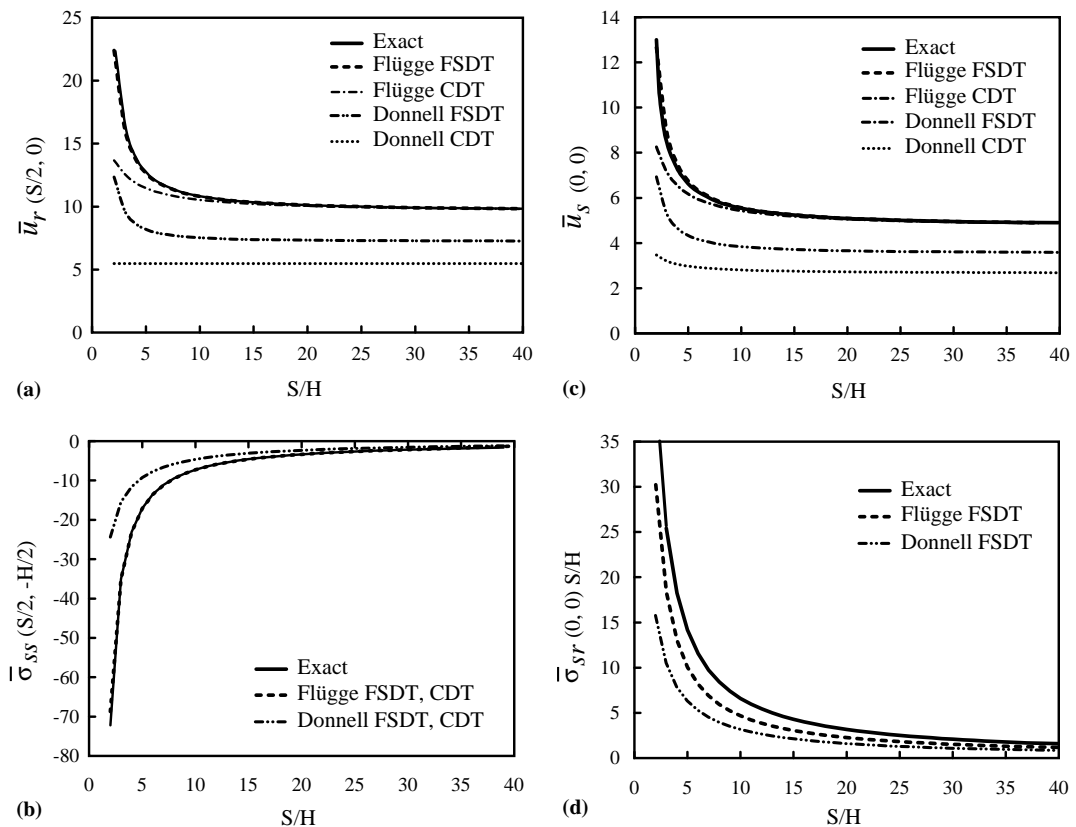 25
20
15
10
5
0
0 5 10 15 20 25 30 35 40
ū_r (S/2, 0)
S/H
Exact
Flügge FSDT
Flügge CDT
Donnell FSDT
Donnell CDT
(a)
14
12
10
8
6
4
2
0
0 5 10 15 20 25 30 35 40
ū_s (0, 0)
S/H
Exact
Flügge FSDT
Flügge CDT
Donnell FSDT
Donnell CDT
(c)
0
-10
-20
-30
-40
-50
-60
-70
-80
0 5 10 15 20 25 30 35 40
σ̄_ss (S/2, -H/2)
S/H
Exact
Flügge FSDT, CDT
Donnell FSDT, CDT
(b)
35
30
25
20
15
10
5
0
0 5 10 15 20 25 30 35 40
σ̄_sr (0, 0) S/H
S/H
Exact
Flügge FSDT
Donnell FSDT
(d)